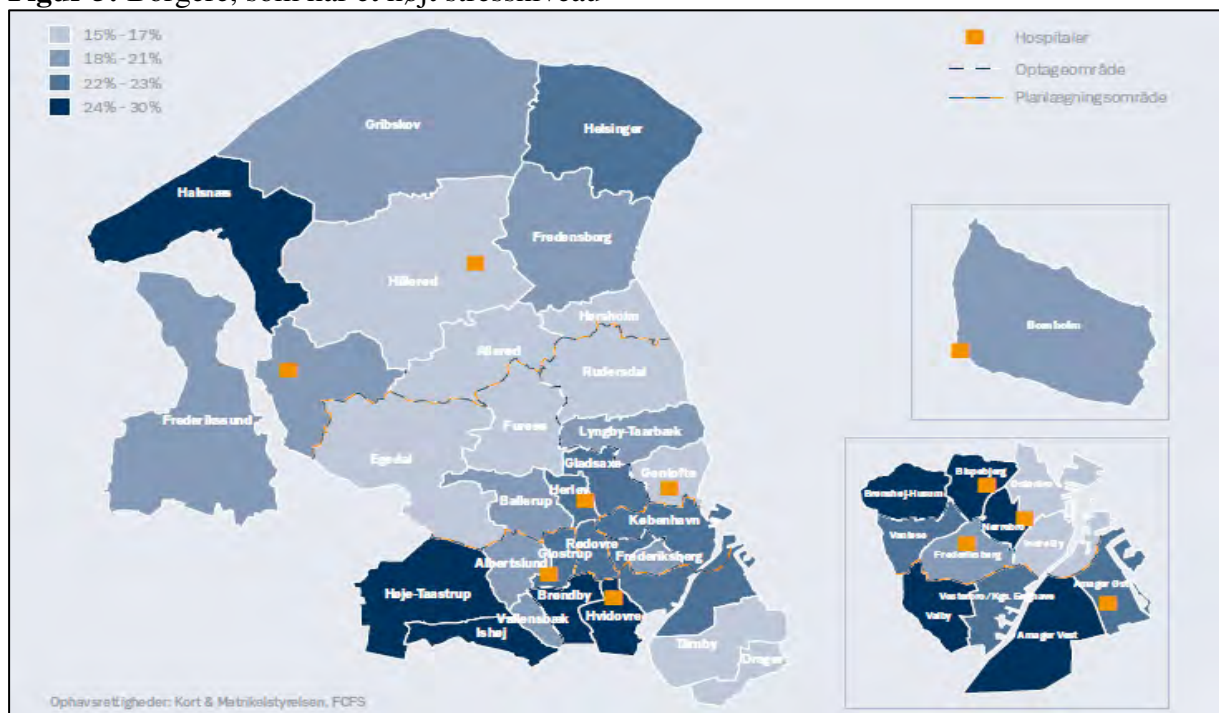 15%-17%
18%-21%
22%-23%
24%-30%
Hospitaler
Optageområde
Planlægningsområde
Gribskov
Helsingør
Halsnæs
Fredensborg
Hillerød
Hørsholm
Allerød
Rudersdal
Frederikssund
Furesø
Egedal
Lyngby-Taarbæk
Gladsaxe
Gentofte
Ballerup
Herlev
København
Rødovre
Glostrup
Frederiksberg
Albertslund
Høje-Taastrup
Brøndby
Hvidovre
Vallensbæk
Ishøj
Tårnby
Dragør
Bornholm
Bispebjerg
Østerbro
Brønshøj-Husum
Nørrebro
Vanløse
Indre By
Frederiksberg
Amager Øst
Vesterbro/Kgs. Enghave
Valby
Amager Vest
Ophavsrettigheder: Kort & Matrikelstyrelsen, FCFS